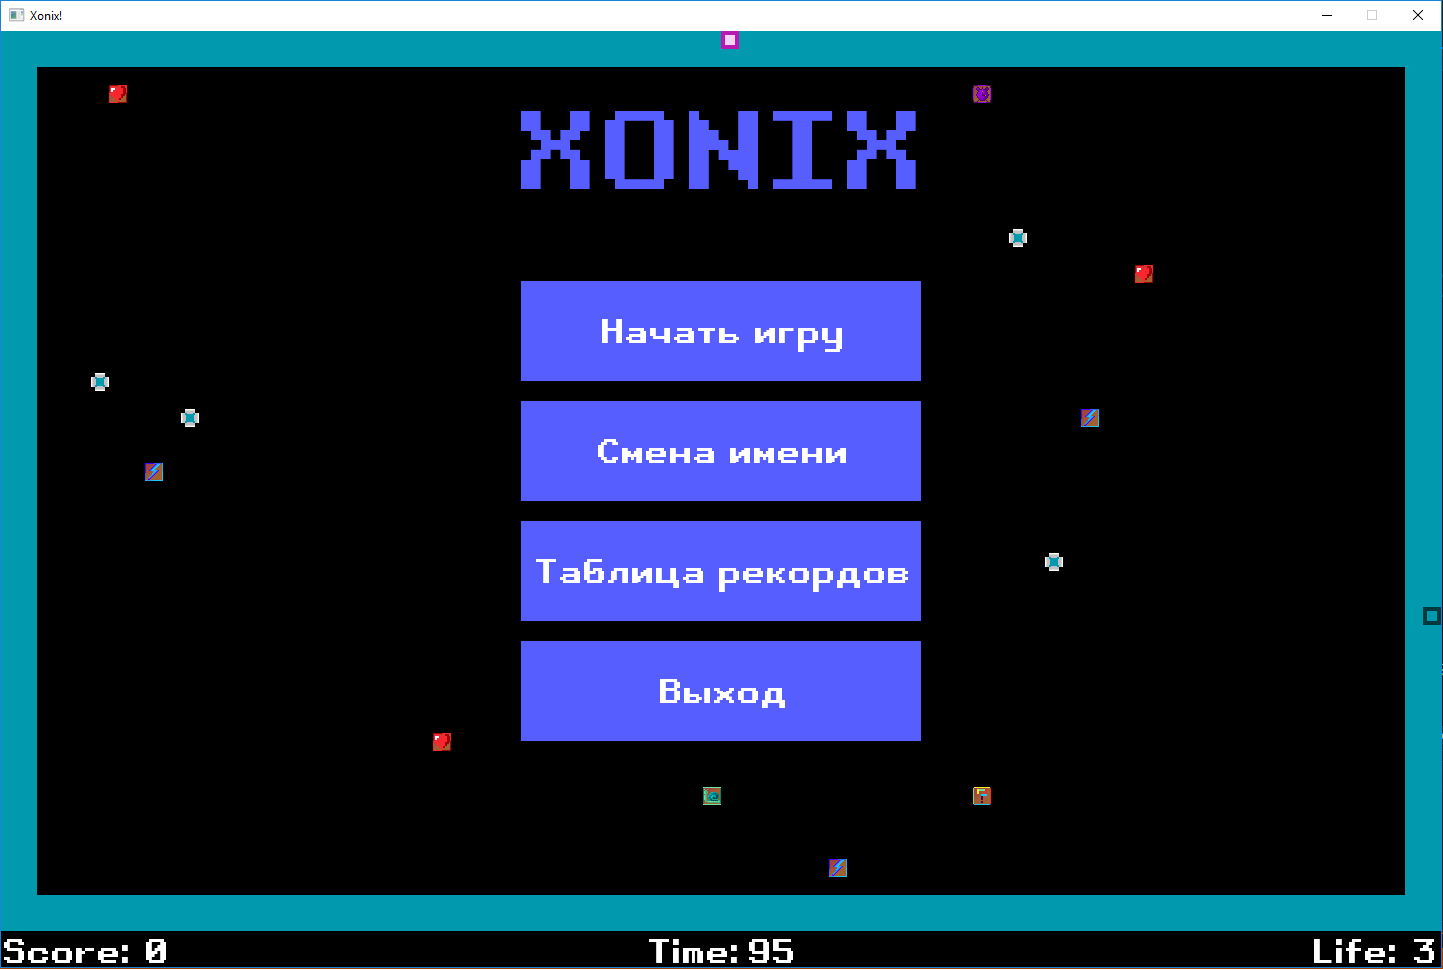 Xonix!
XONIX
Начать игру
Смена имени
Таблица рекордов
Выход
Score: 0 Time: 95 Life: 3